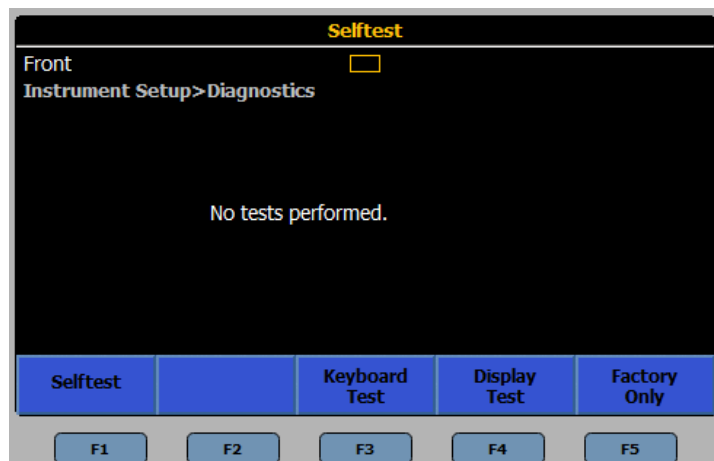 Selftest
Front
Instrument Setup>Diagnostics
No tests performed.
Selftest
Keyboard Test
Display Test
Factory Only
F1
F2
F3
F4
F5